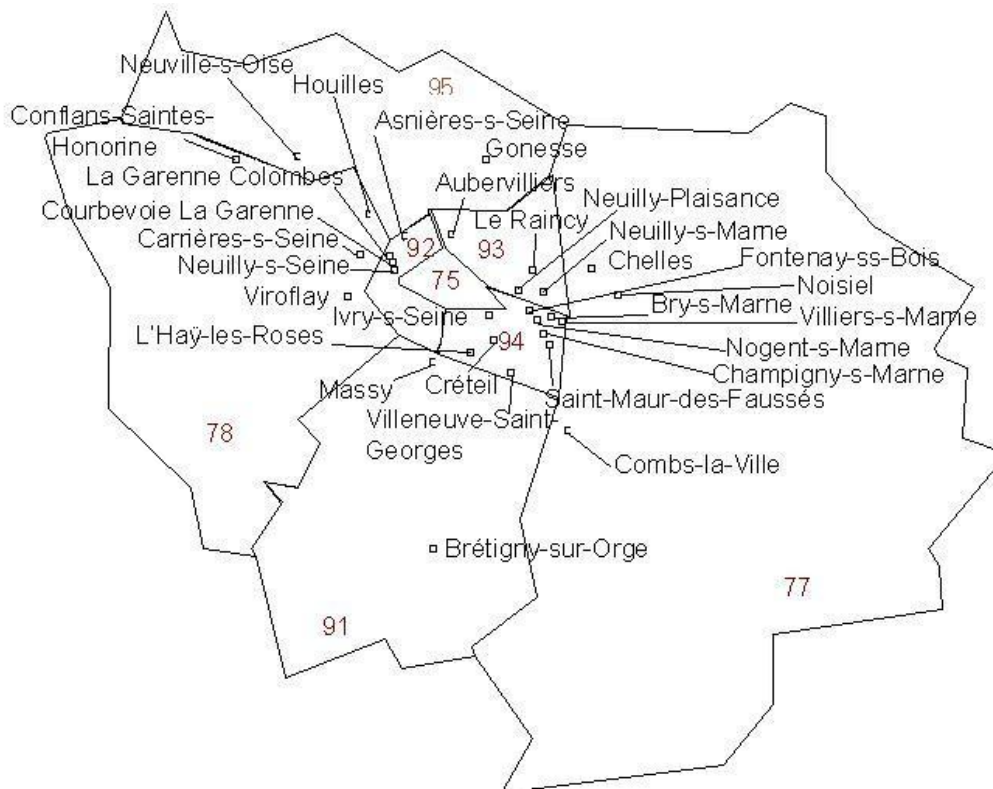 Neuville-s-Oise
Houilles
95
Conflans-Saintes-
Honorine
Asnières-s-Seine
Gonesse
La Garenne Colombes
Aubervilliers
Neuilly-Plaisance
Courbevoie La Garenne
Le Raincy
Neuilly-s-Marne
Carrières-s-Seine
92
93
Chelles
Fontenay-ss-Bois
Neuilly-s-Seine
75
Noisiel
Viroflay
Ivry-s-Seine
Bry-s-Marne
Villiers-s-Marne
L'Haÿ-les-Roses
94
Nogent-s-Marne
Massy
Créteil
Champigny-s-Marne
Saint-Maur-des-Faussés
Villeneuve-Saint-
Georges
78
Combs-la-Ville
Brétigny-sur-Orge
77
91